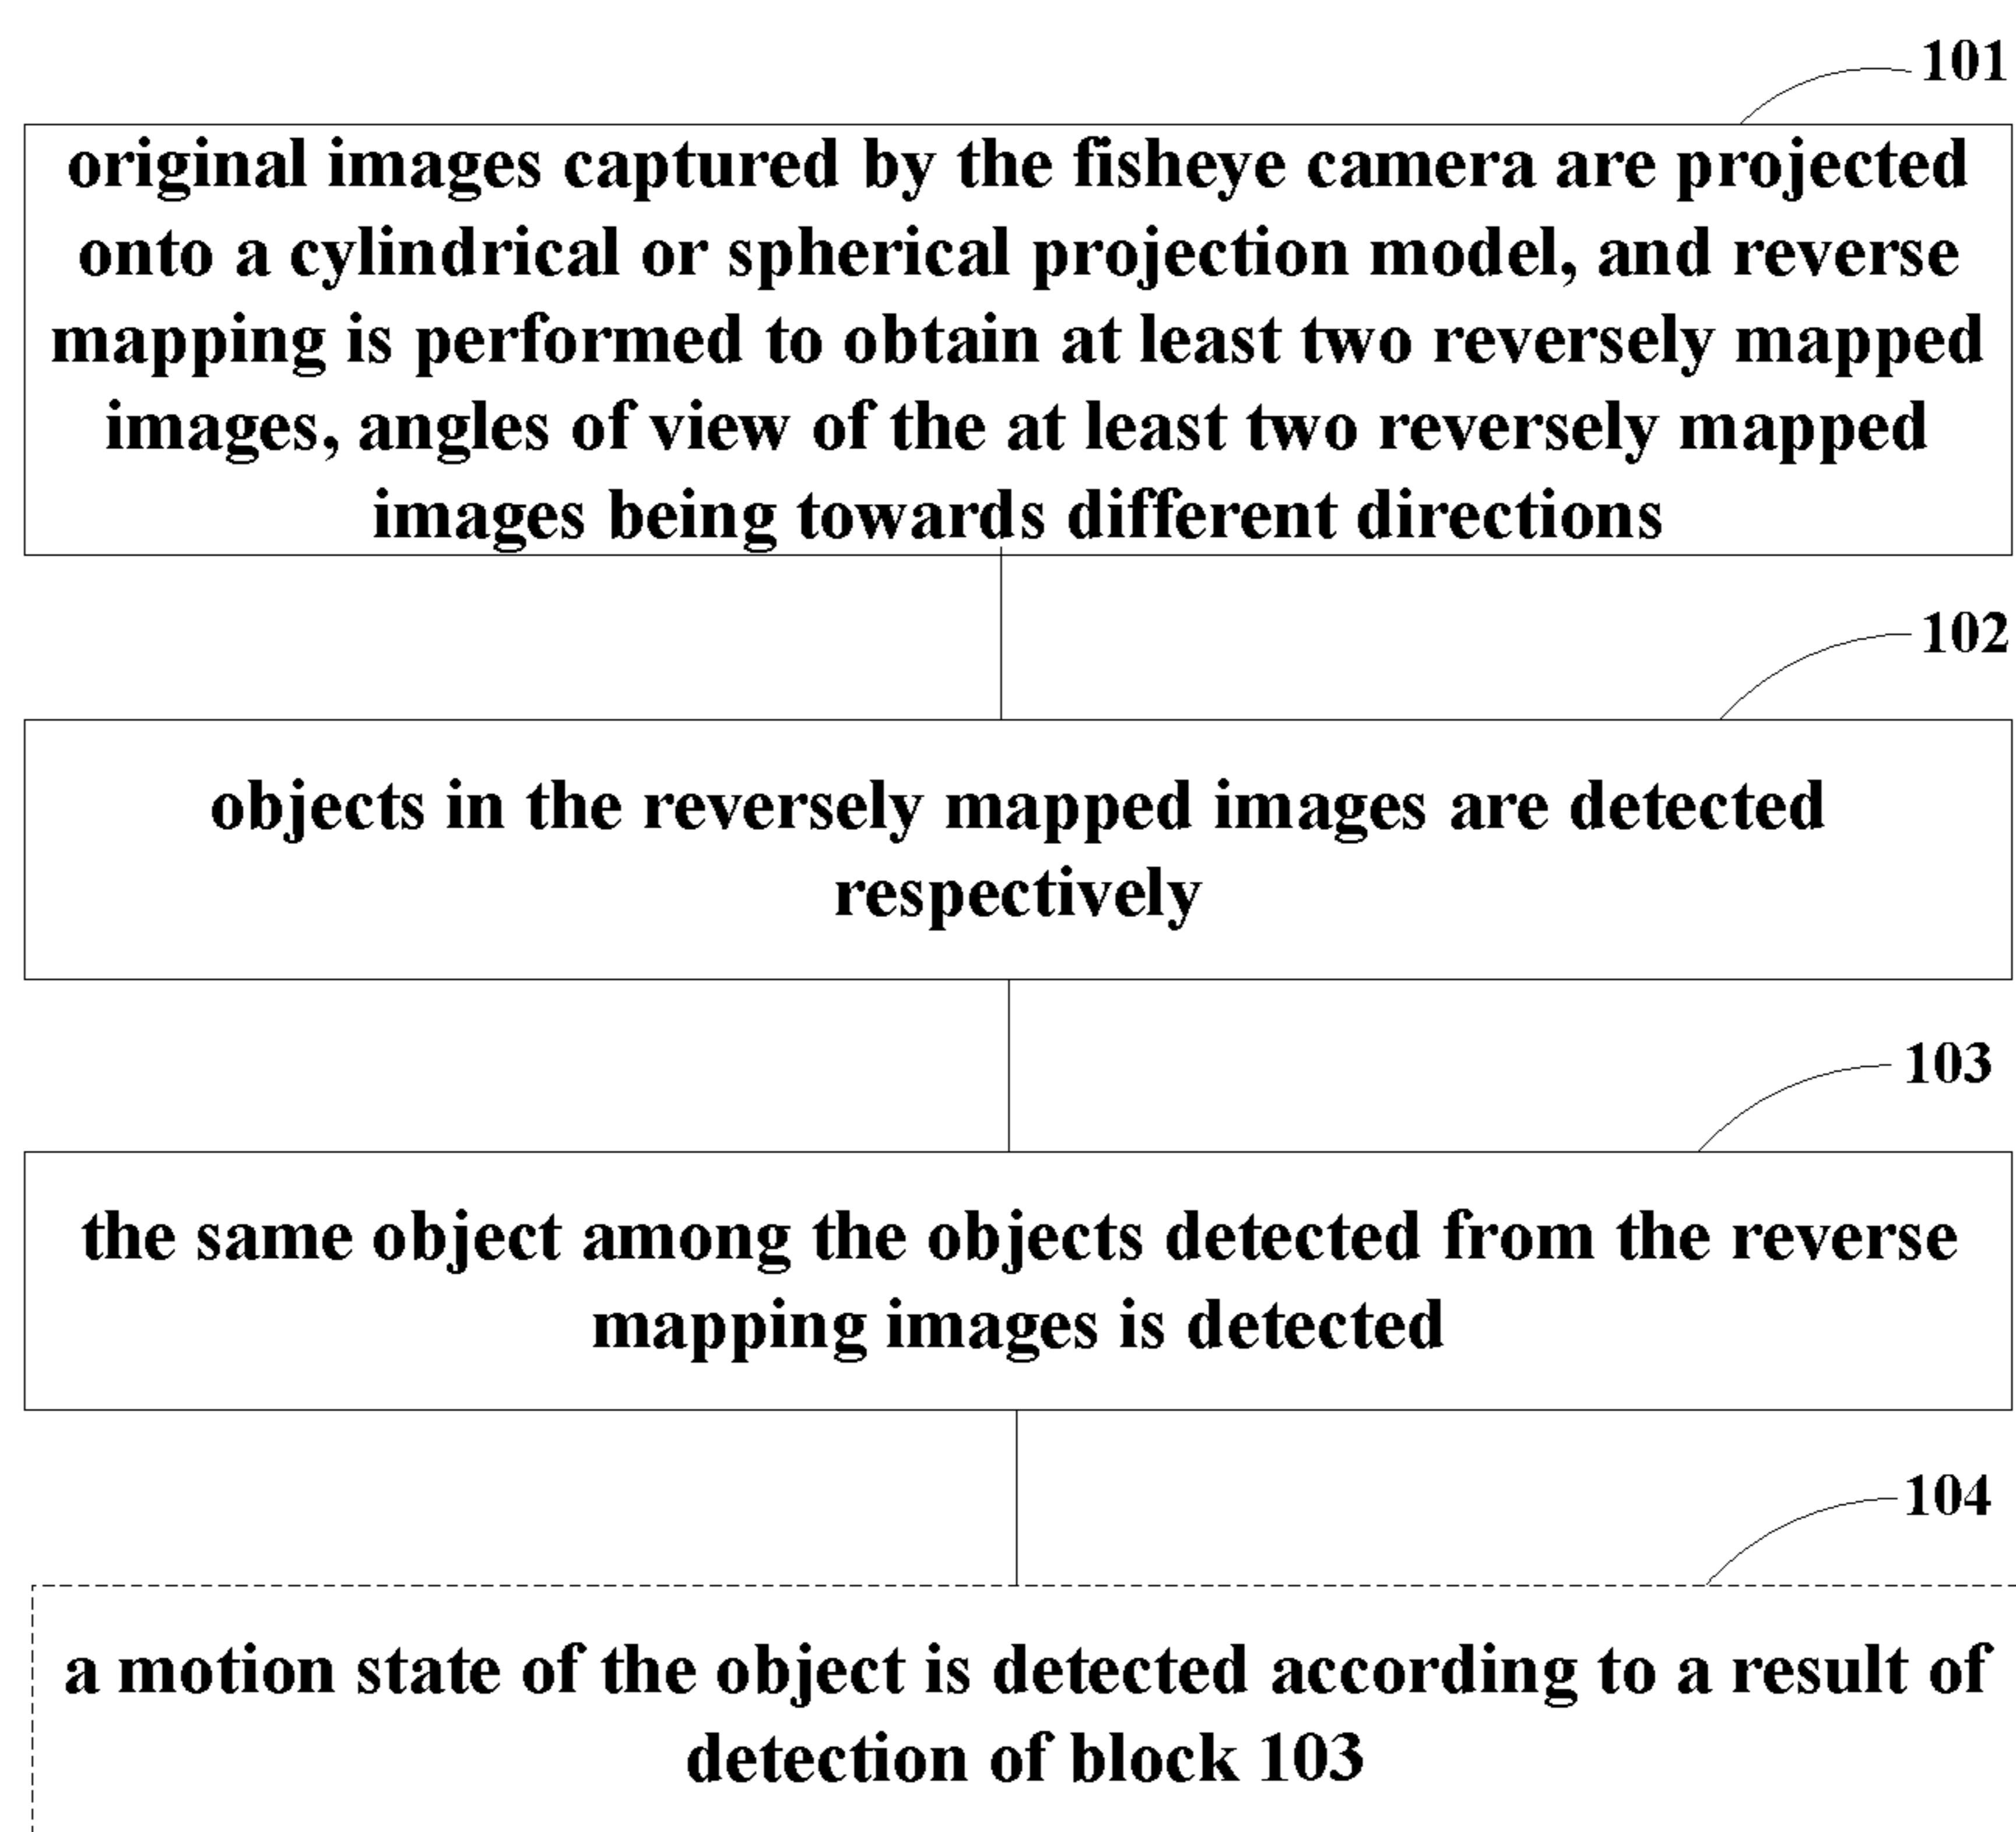 101
original images captured by the fisheye camera are projected
onto a cylindrical or spherical projection model, and reverse
mapping is performed to obtain at least two reversely mapped
images, angles of view of the at least two reversely mapped
images being towards different directions
102
objects in the reversely mapped images are detected
respectively
103
the same object among the objects detected from the reverse
mapping images is detected
104
a motion state of the object is detected according to a result of
detection of block 103